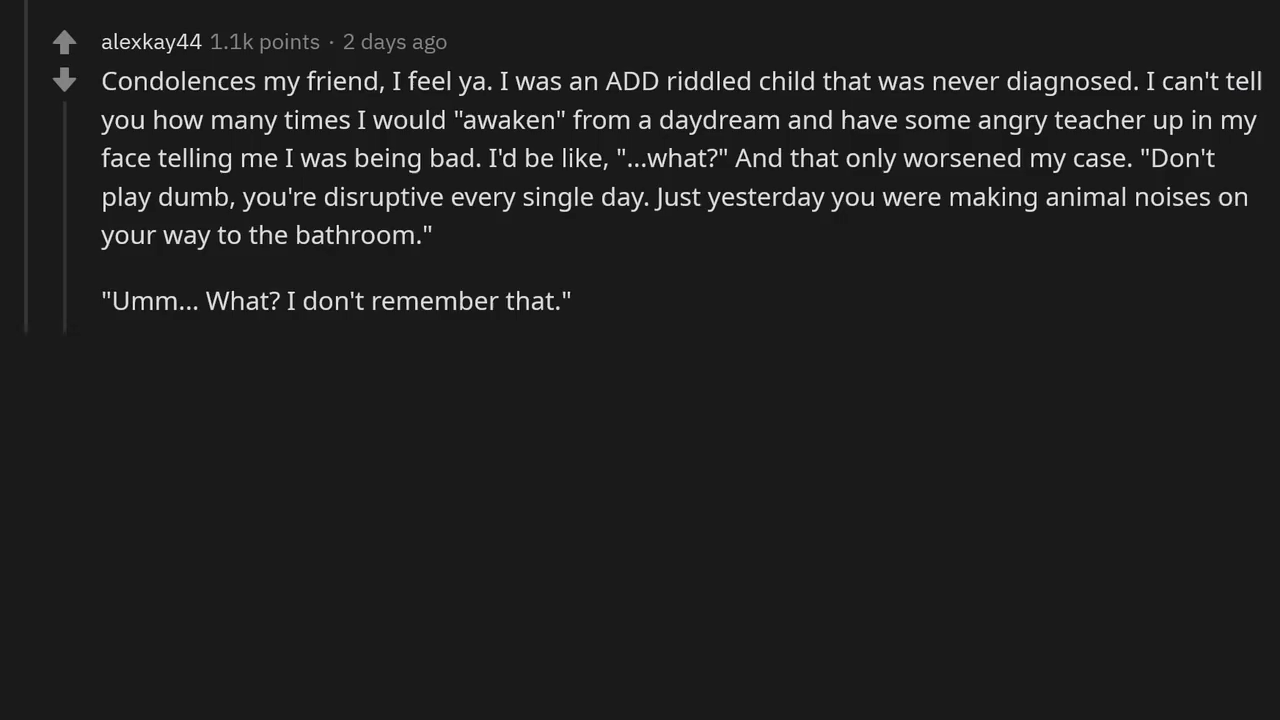 alexkay44 1.1k points · 2 days ago
Condolences my friend, I feel ya. I was an ADD riddled child that was never diagnosed. I can't tell
you how many times I would "awaken" from a daydream and have some angry teacher up in my
face telling me I was being bad. I'd be like, "...what?" And that only worsened my case. "Don't
play dumb, you're disruptive every single day. Just yesterday you were making animal noises on
your way to the bathroom."
"Umm... What? I don't remember that."